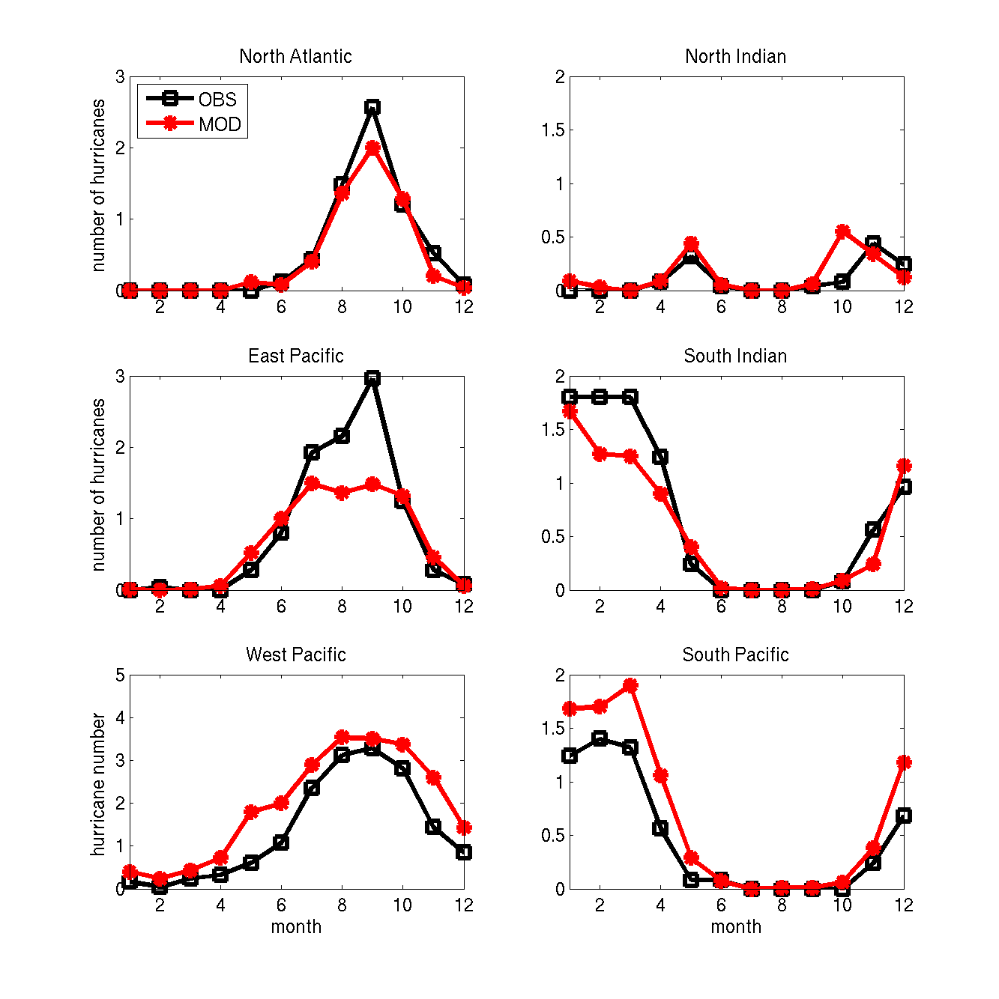 North Atlantic
number of hurricanes
3
2
1
0
OBS
MOD
2 4 6 8 10 12
North Indian
2
1.5
1
0.5
0
2 4 6 8 10 12
East Pacific
number of hurricanes
3
2
1
0
2 4 6 8 10 12
South Indian
2
1.5
1
0.5
0
2 4 6 8 10 12
West Pacific
hurricane number
5
4
3
2
1
0
2 4 6 8 10 12
month
South Pacific
2
1.5
1
0.5
0
2 4 6 8 10 12
month